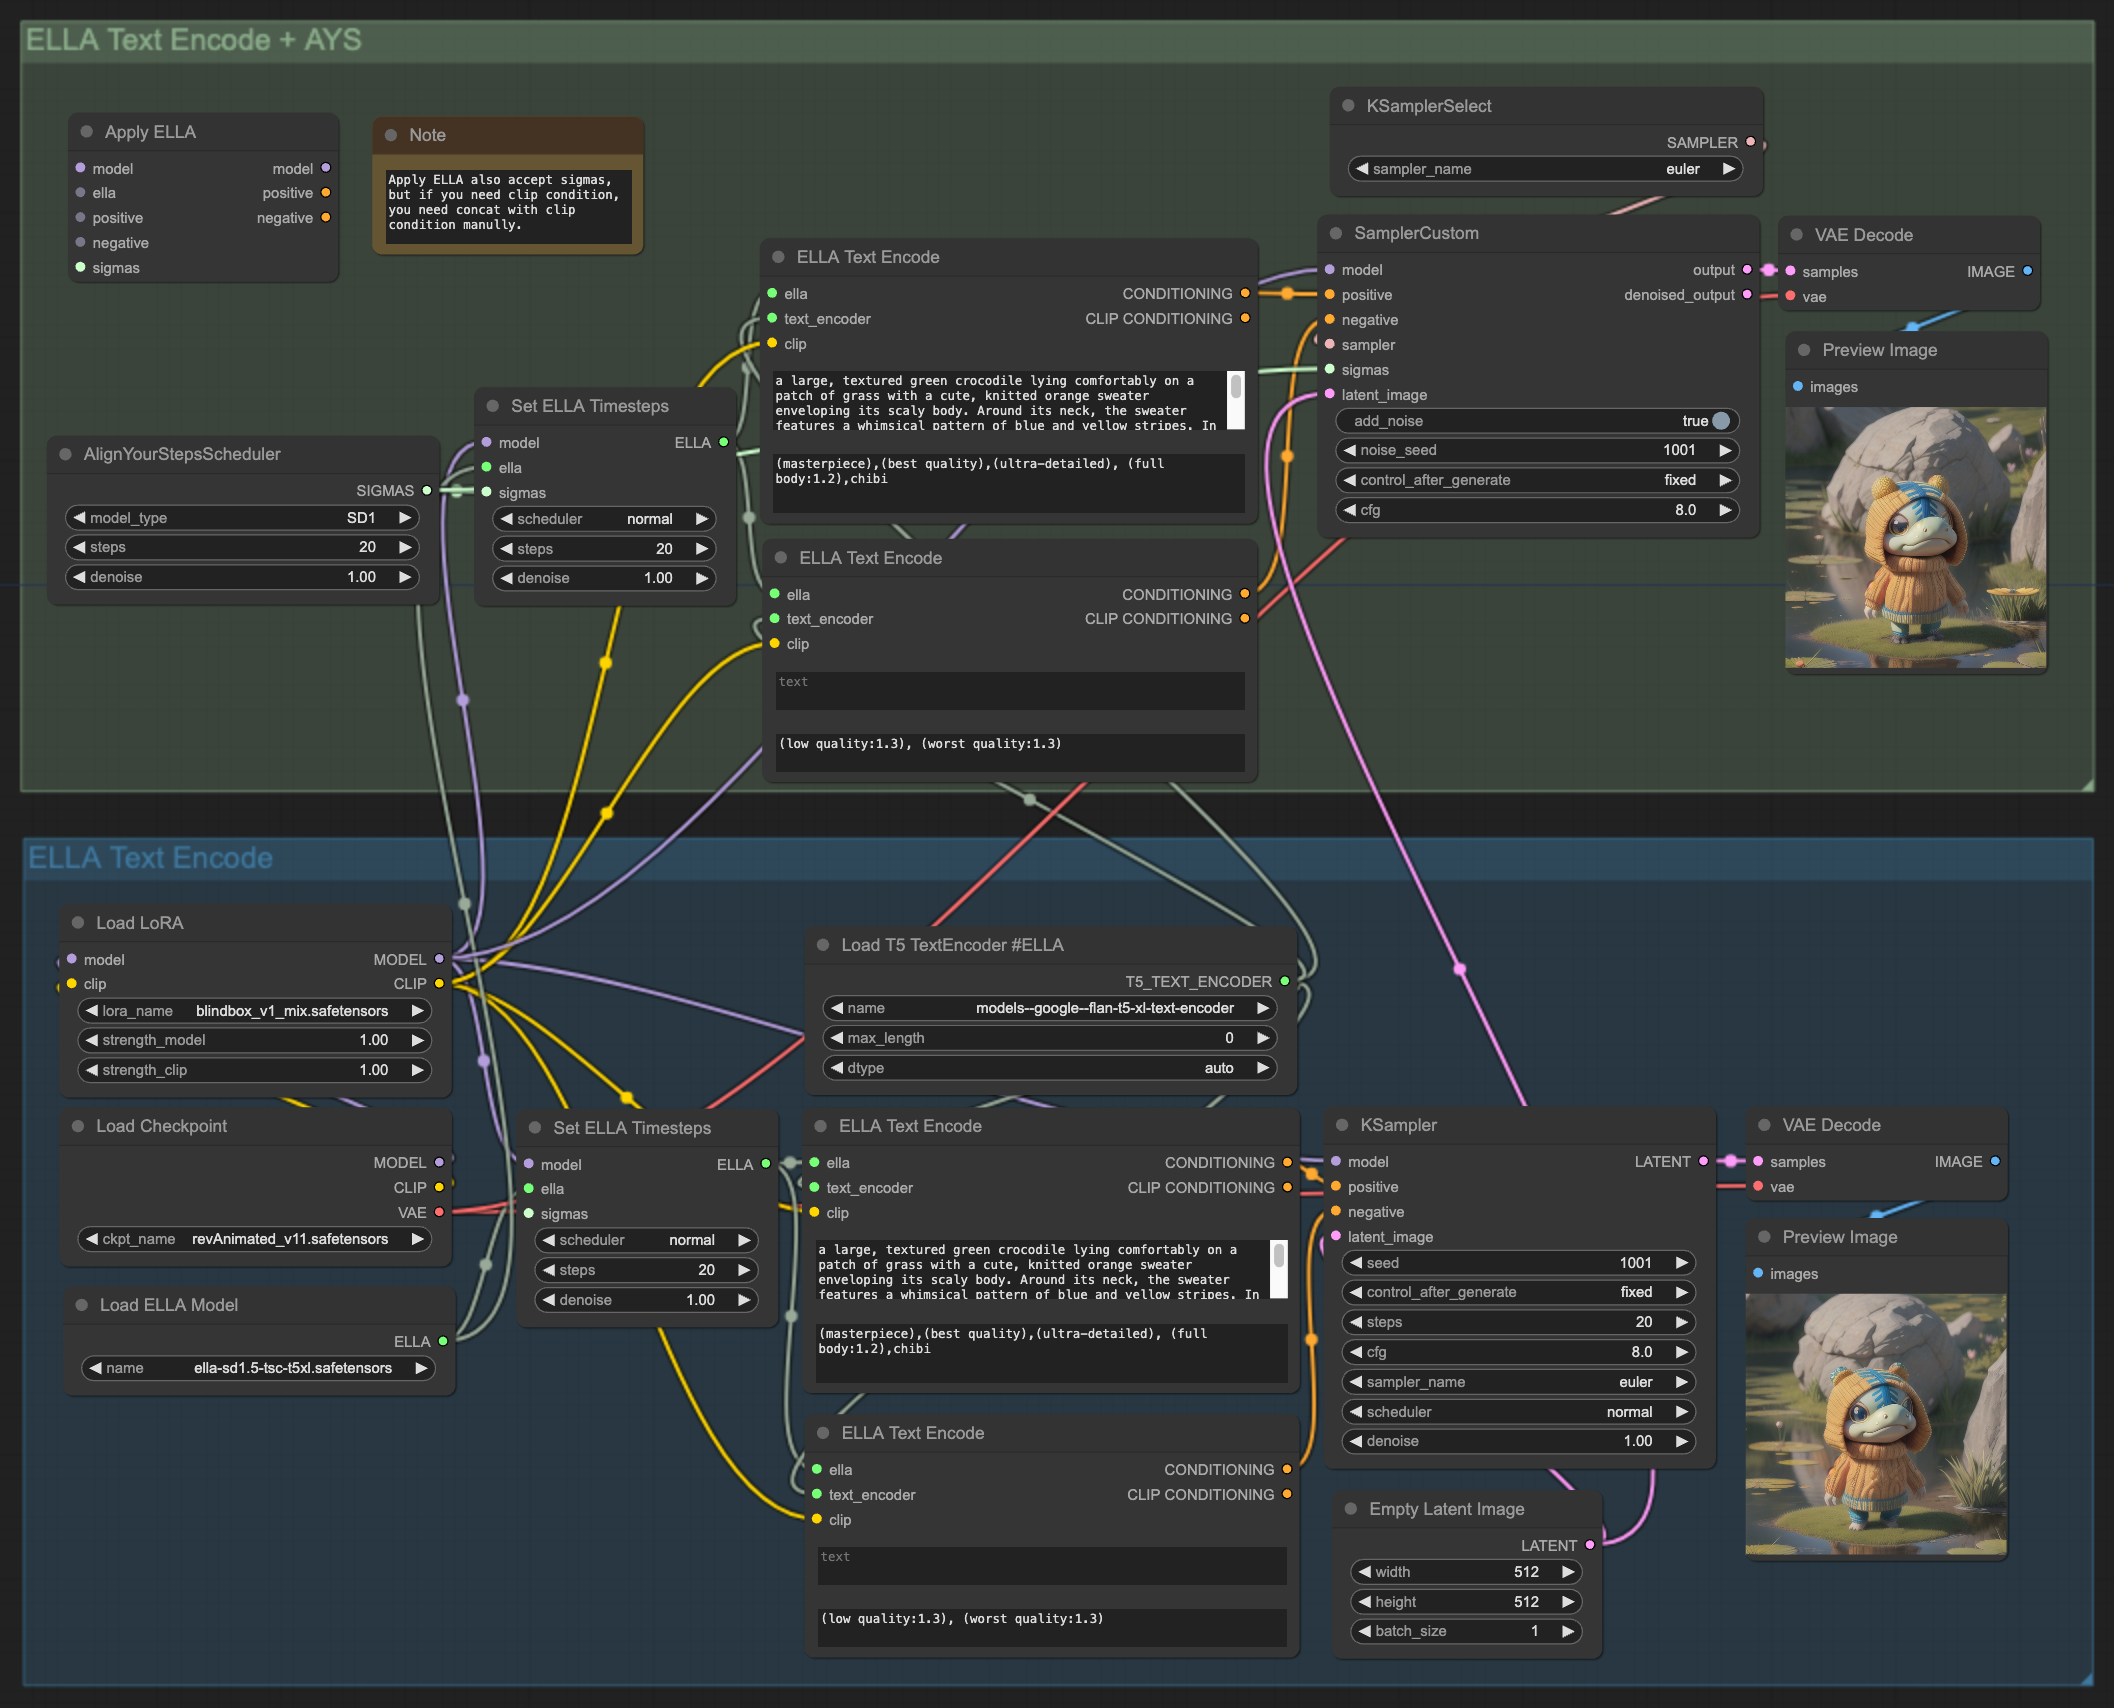 ELLA Text Encode + AYS
Apply ELLA
model model
ella positive
positive negative
negative
sigmas
Note
Apply ELLA also accept sigmas,
but if you need clip condition,
you need concat with clip
condition manully.
AlignYourStepsScheduler
SIGMAS
model_type SD1
steps 20
denoise 1.00
Set ELLA Timesteps
model ELLA
ella
sigmas
scheduler normal
steps 20
denoise 1.00
ELLA Text Encode
ella CONDITIONING
text_encoder CLIP CONDITIONING
clip
a large, textured green crocodile lying comfortably on a
patch of grass with a cute, knitted orange sweater
enveloping its scaly body. Around its neck, the sweater
features a whimsical pattern of blue and yellow stripes. In
(masterpiece),(best quality),(ultra-detailed), (full
body:1.2),chibi
ELLA Text Encode
ella CONDITIONING
text_encoder CLIP CONDITIONING
clip
text
(low quality:1.3), (worst quality:1.3)
KSamplerSelect
SAMPLER
sampler_name euler
SamplerCustom
model output
positive denoised_output
negative
sampler
sigmas
latent_image
add_noise true
noise_seed 1001
control_after_generate fixed
cfg 8.0
VAE Decode
samples IMAGE
vae
Preview Image
images
ELLA Text Encode
Load LoRA
model MODEL
clip CLIP
lora_name blindbox_v1_mix.safetensors
strength_model 1.00
strength_clip 1.00
Load Checkpoint
MODEL
CLIP
VAE
ckpt_name revAnimated_v11.safetensors
Load ELLA Model
ELLA
name ella-sd1.5-tsc-t5xl.safetensors
Set ELLA Timesteps
model ELLA
ella
sigmas
scheduler normal
steps 20
denoise 1.00
Load T5 TextEncoder #ELLA
T5_TEXT_ENCODER
name models--google--flan-t5-xl-text-encoder
max_length 0
dtype auto
ELLA Text Encode
ella CONDITIONING
text_encoder CLIP CONDITIONING
clip
a large, textured green crocodile lying comfortably on a
patch of grass with a cute, knitted orange sweater
enveloping its scaly body. Around its neck, the sweater
features a whimsical pattern of blue and yellow stripes. In
(masterpiece),(best quality),(ultra-detailed), (full
body:1.2),chibi
ELLA Text Encode
ella CONDITIONING
text_encoder CLIP CONDITIONING
clip
text
(low quality:1.3), (worst quality:1.3)
KSampler
model LATENT
positive
negative
latent_image
seed 1001
control_after_generate fixed
steps 20
cfg 8.0
sampler_name euler
scheduler normal
denoise 1.00
Empty Latent Image
LATENT
width 512
height 512
batch_size 1
VAE Decode
samples IMAGE
vae
Preview Image
images